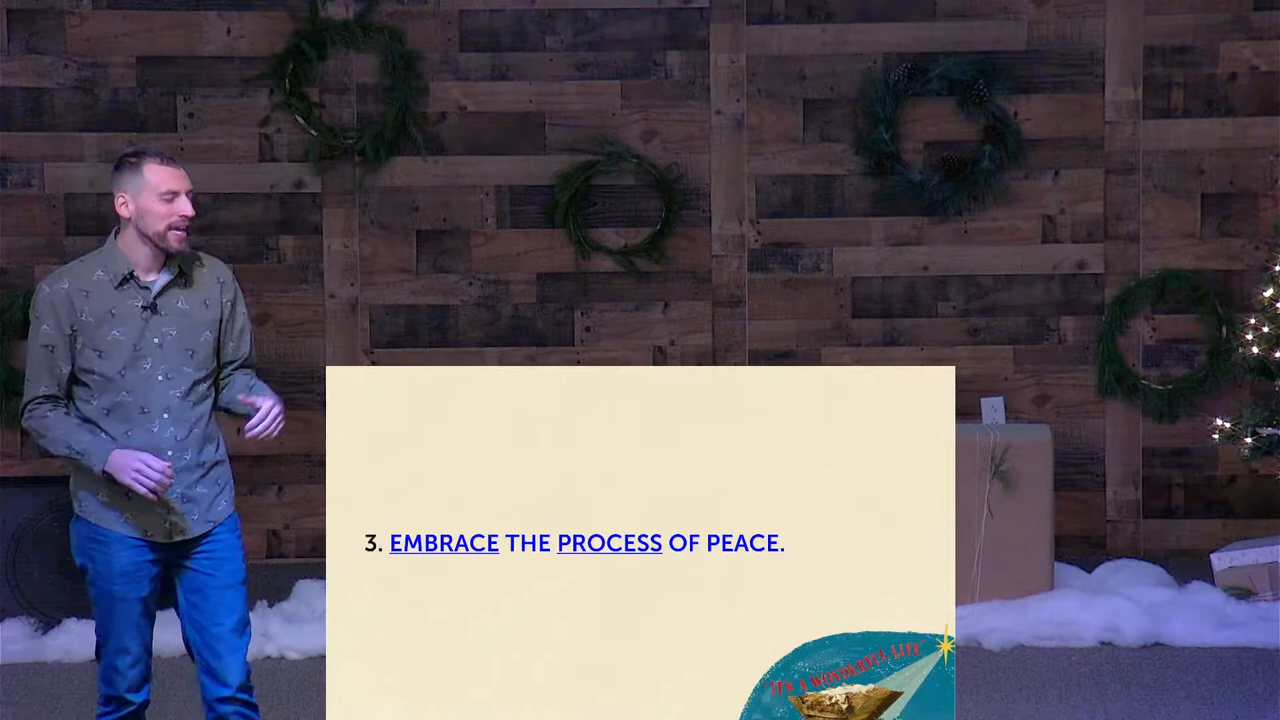 3. EMBRACE THE PROCESS OF PEACE.
"IT'S A WONDERFUL LIFE"